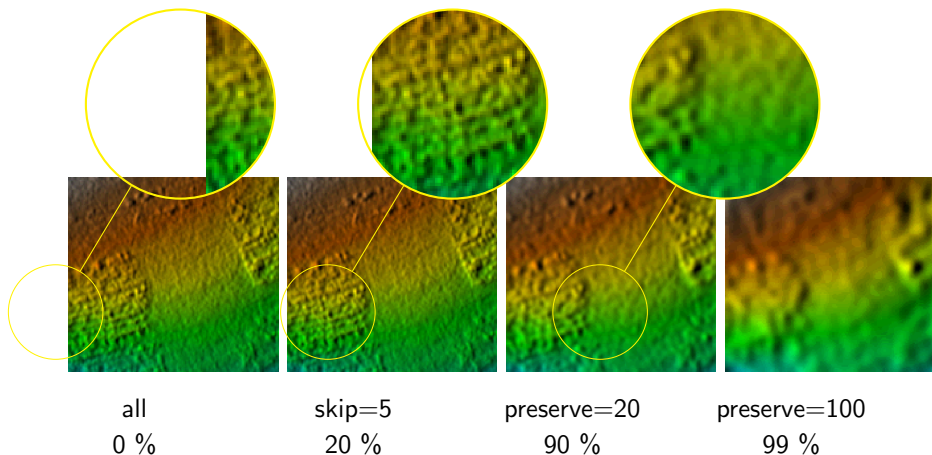 all skip=5 preserve=20 preserve=100
0 % 20 % 90 % 99 %